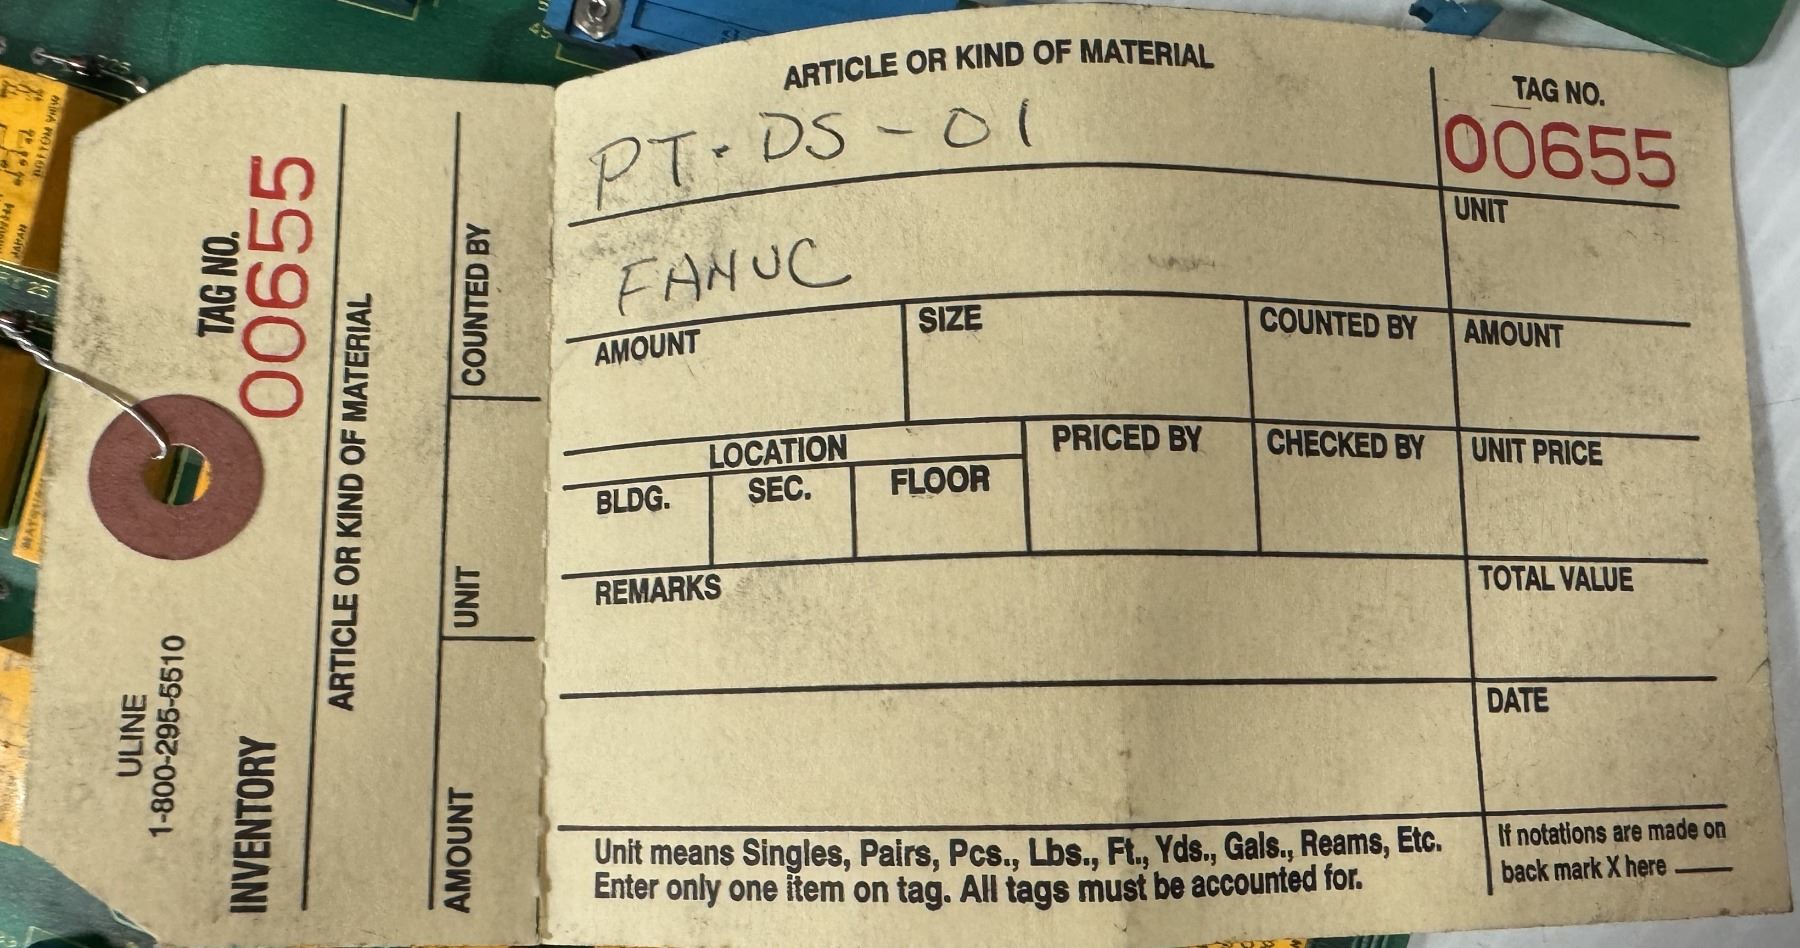 ARTICLE OR KIND OF MATERIAL
PT-DS-01
TAG NO.
00655
FANUC
UNIT
AMOUNT
SIZE
COUNTED BY
AMOUNT
LOCATION
BLDG.
SEC.
FLOOR
PRICED BY
CHECKED BY
UNIT PRICE
REMARKS
TOTAL VALUE
DATE
Unit means Singles, Pairs, Pcs., Lbs., Ft., Yds., Gals., Reams, Etc.
Enter only one item on tag. All tags must be accounted for.
If notations are made on
back mark X here
ULINE
1-800-295-5510
INVENTORY
TAG NO.
00655
ARTICLE OR KIND OF MATERIAL
AMOUNT
UNIT
COUNTED BY
JAPAN